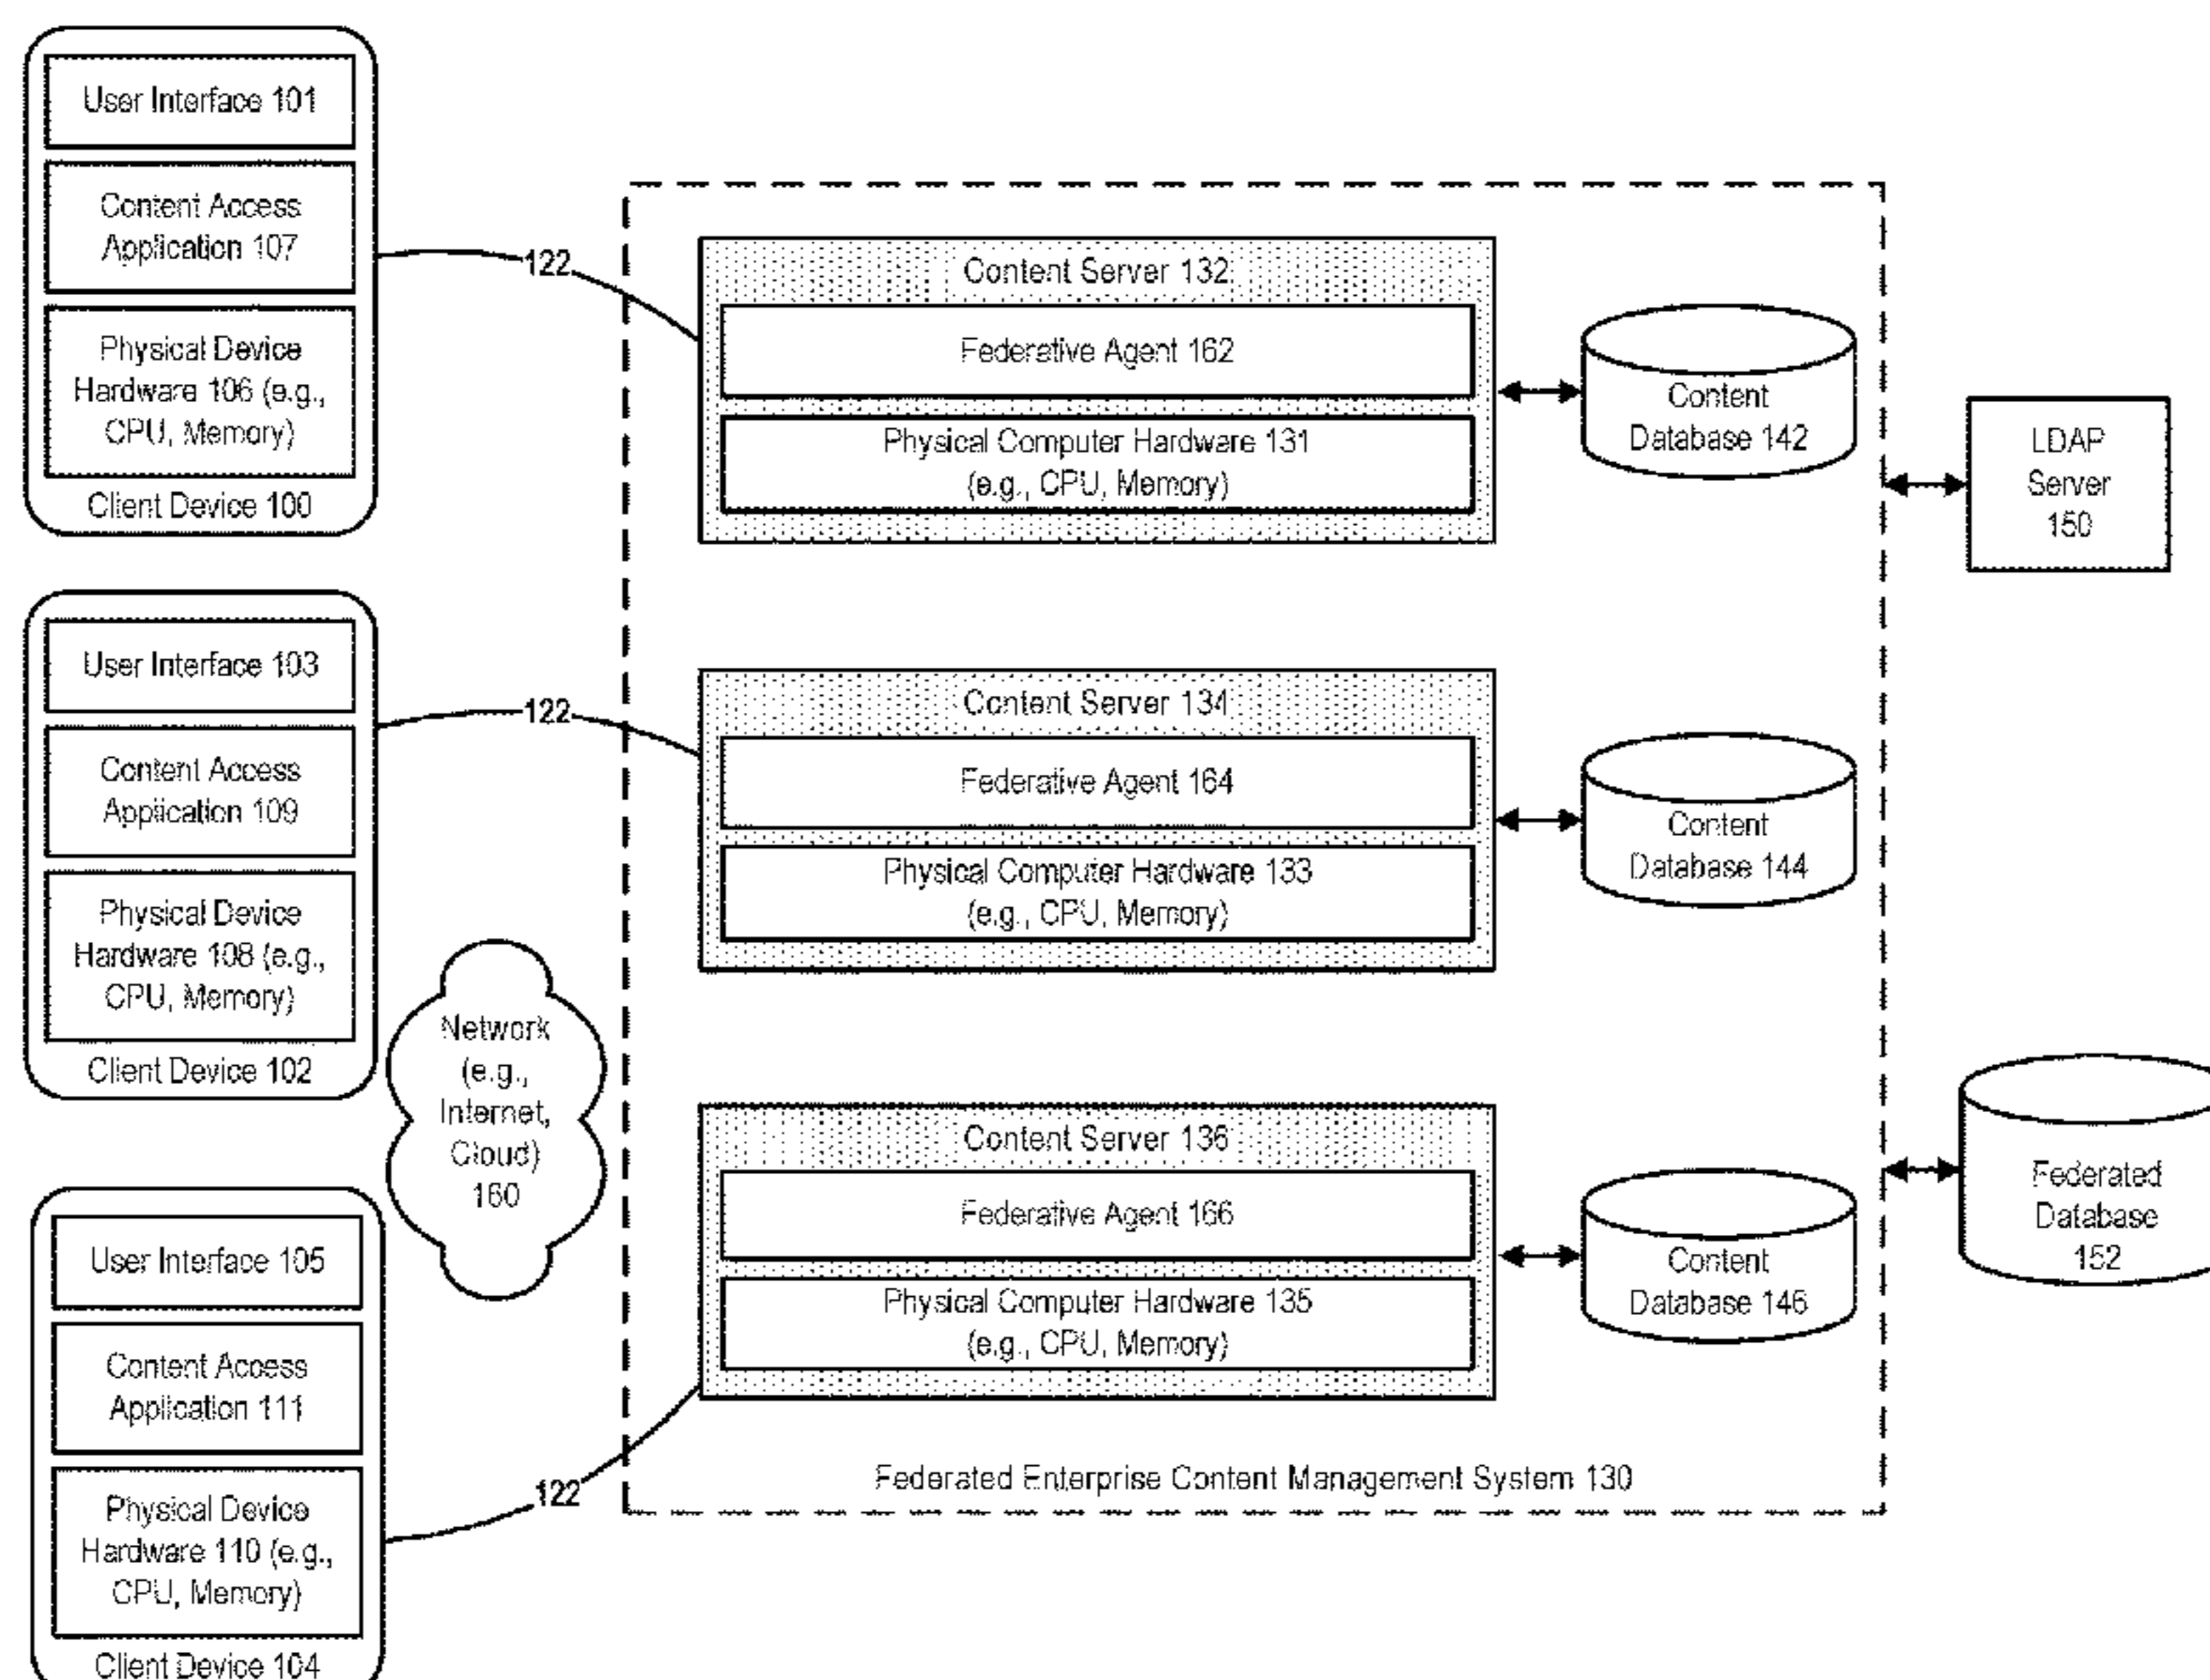 User Interface 101
Content Access
Application 107
Physical Device
Hardware 106 (e.g.,
CPU, Memory)
Client Device 100
122
User Interface 103
Content Access
Application 109
Physical Device
Hardware 108 (e.g.,
CPU, Memory)
Client Device 102
122
User Interface 105
Content Access
Application 111
Physical Device
Hardware 110 (e.g.,
CPU, Memory)
Client Device 104
122
Network
(e.g.,
Internet,
Cloud)
160
Content Server 132
Federative Agent 162
Physical Computer Hardware 131
(e.g., CPU, Memory)
Content
Database 142
Content Server 134
Federative Agent 164
Physical Computer Hardware 133
(e.g., CPU, Memory)
Content
Database 144
Content Server 136
Federative Agent 166
Physical Computer Hardware 135
(e.g., CPU, Memory)
Content
Database 146
Federated Enterprise Content Management System 130
LDAP
Server
150
Federated
Database
152